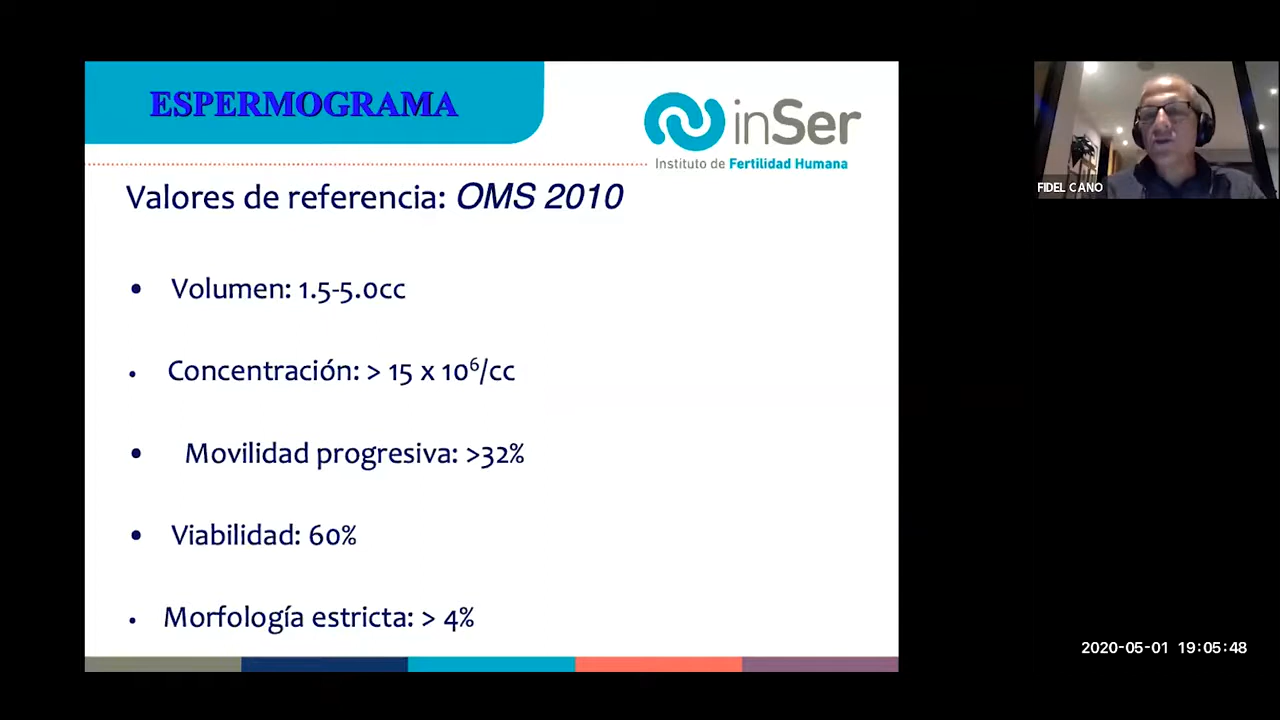 ESPERMOGRAMA
inSer
Instituto de Fertilidad Humana
Valores de referencia: OMS 2010
• Volumen: 1.5-5.0cc
• Concentración: > 15 x 10⁶/cc
• Movilidad progresiva: >32%
• Viabilidad: 60%
• Morfología estricta: > 4%
FIDEL CANO
2020-05-01 19:05:48